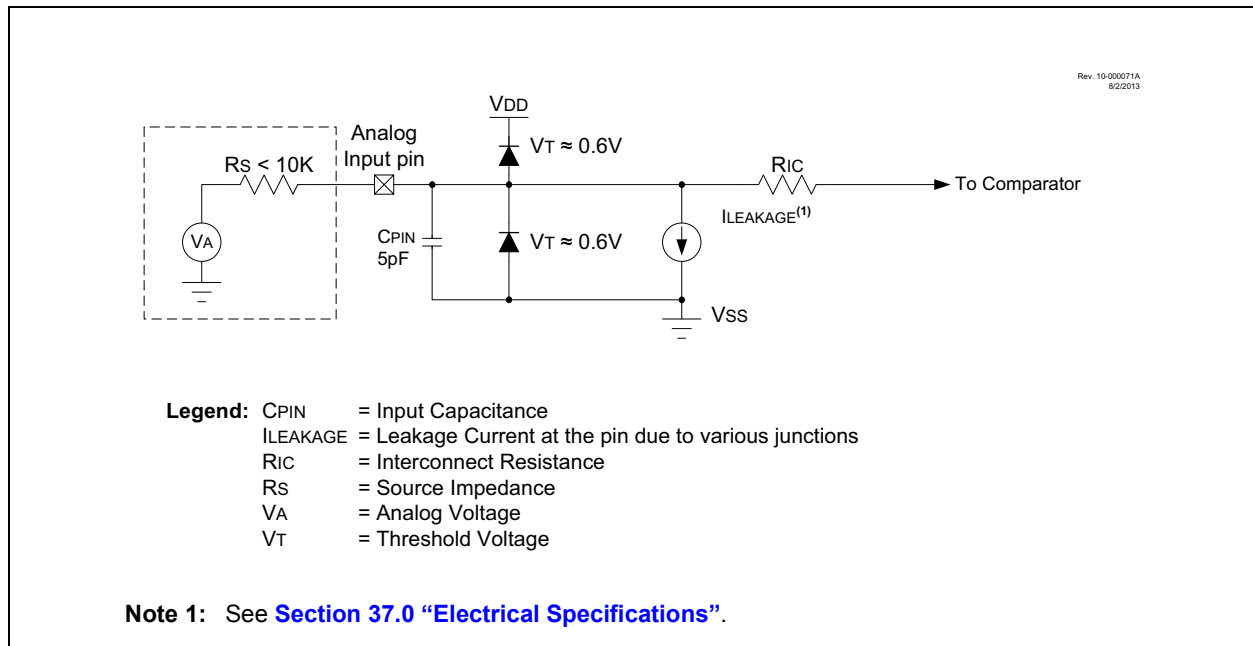 Rev. 10-000071A
8/2/2013
VDD
Analog
Input pin
VT ≈ 0.6V
RS < 10K
RIC
To Comparator
ILEAKAGE(1)
VA
CPIN
5pF
VT ≈ 0.6V
VSS
Legend: CPIN = Input Capacitance
ILEAKAGE = Leakage Current at the pin due to various junctions
RIC = Interconnect Resistance
RS = Source Impedance
VA = Analog Voltage
VT = Threshold Voltage
Note 1: See Section 37.0 “Electrical Specifications”.